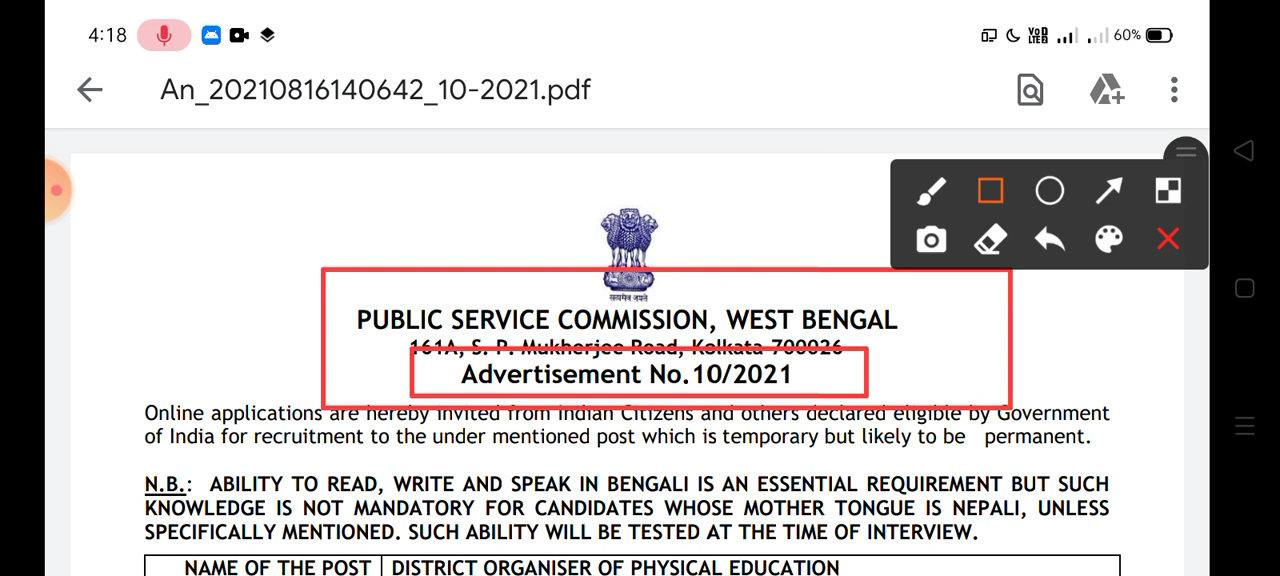 4:18
VoD LTE2
60%
An_20210816140642_10-2021.pdf
सत्यमेव जयते
PUBLIC SERVICE COMMISSION, WEST BENGAL
161A, S. P. Mukherjee Road, Kolkata-700026
Advertisement No.10/2021
Online applications are hereby invited from Indian Citizens and others declared eligible by Government
of India for recruitment to the under mentioned post which is temporary but likely to be permanent.
N.B.: ABILITY TO READ, WRITE AND SPEAK IN BENGALI IS AN ESSENTIAL REQUIREMENT BUT SUCH
KNOWLEDGE IS NOT MANDATORY FOR CANDIDATES WHOSE MOTHER TONGUE IS NEPALI, UNLESS
SPECIFICALLY MENTIONED. SUCH ABILITY WILL BE TESTED AT THE TIME OF INTERVIEW.
NAME OF THE POST DISTRICT ORGANISER OF PHYSICAL EDUCATION